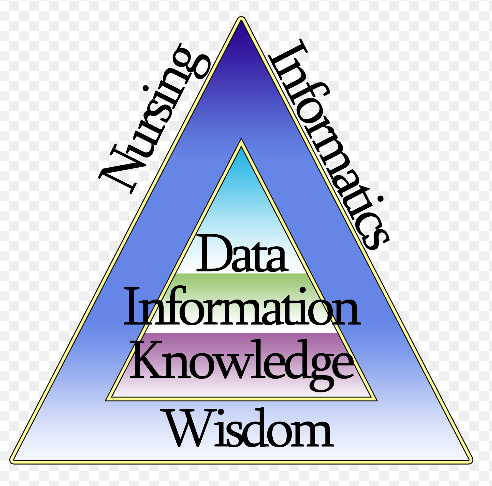 Nursing
Informatics
Data
Information
Knowledge
Wisdom